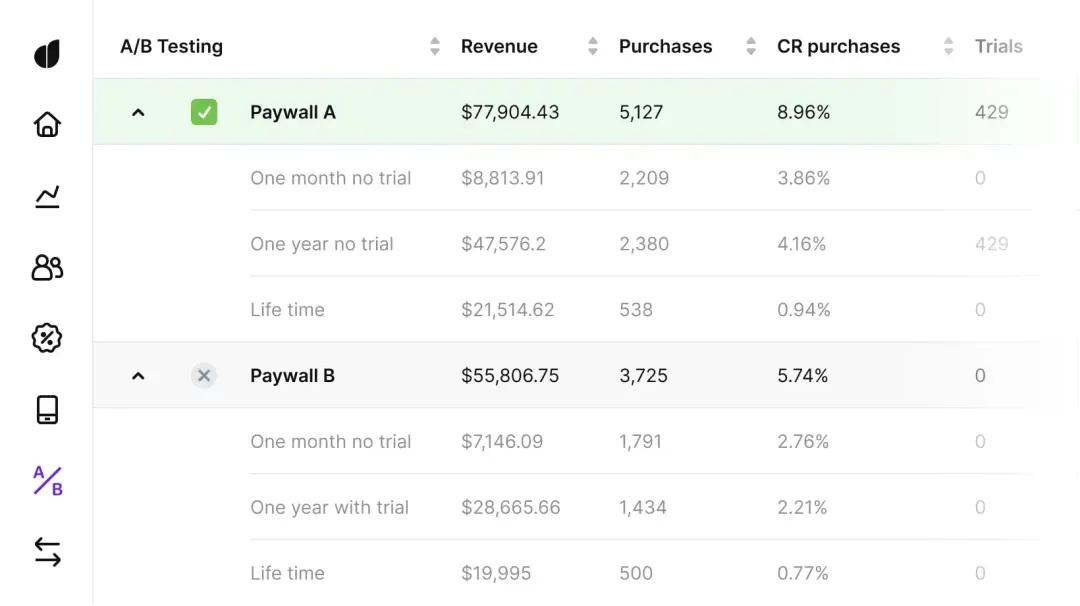 A/B Testing Revenue Purchases CR purchases Trials
Paywall A $77,904.43 5,127 8.96% 429
One month no trial $8,813.91 2,209 3.86% 0
One year no trial $47,576.2 2,380 4.16% 429
Life time $21,514.62 538 0.94% 0
Paywall B $55,806.75 3,725 5.74% 0
One month no trial $7,146.09 1,791 2.76% 0
One year with trial $28,665.66 1,434 2.21% 0
A/B
Life time $19,995 500 0.77% 0